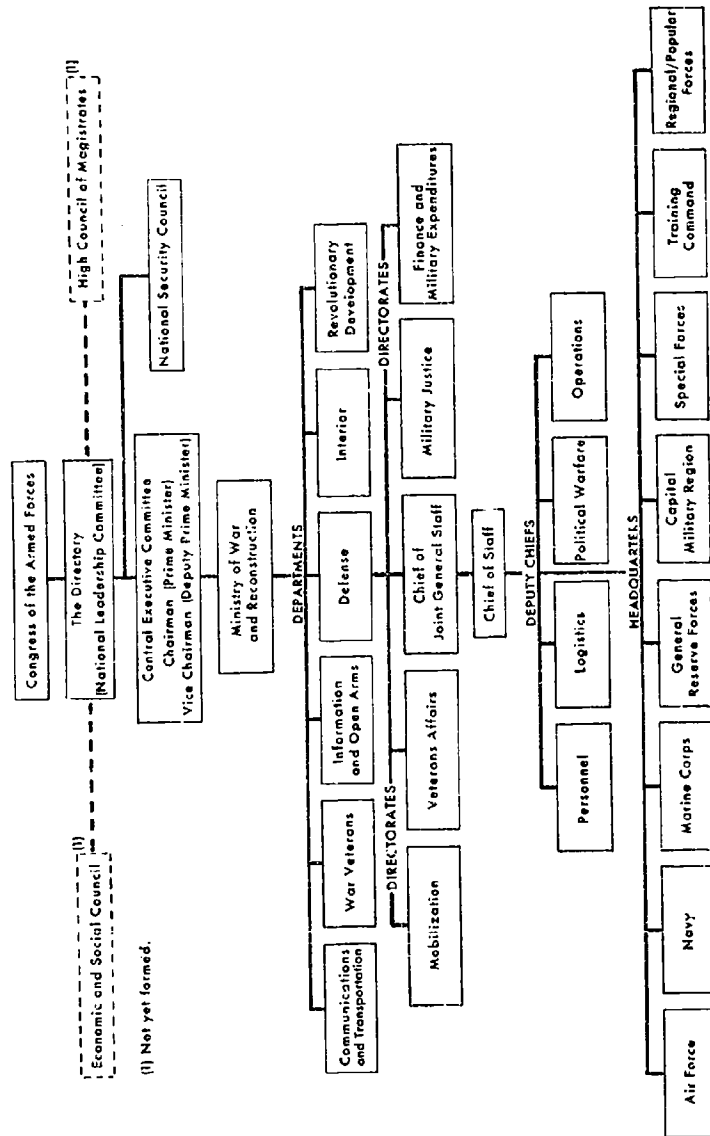 Congress of the Armed Forces
Economic and Social Council
(1)
The Directory
(National Leadership Committee)
High Council of Magistrates
(1)
(1) Not yet formed.
Central Executive Committee
Chairman (Prime Minister)
Vice Chairman (Deputy Prime Minister)
National Security Council
Ministry of War
and Reconstruction
DEPARTMENTS
Communications
and Transportation
War Veterans
Information
and Open Arms
Defense
Interior
Revolutionary
Development
DIRECTORATES
DIRECTORATES
Mobilization
Veterans Affairs
Chief of
Joint General Staff
Military Justice
Finance and
Military Expenditures
Chief of Staff
DEPUTY CHIEFS
Personnel
Logistics
Political Warfare
Operations
HEADQUARTERS
Air Force
Navy
Marine Corps
General
Reserve Forces
Capital
Military Region
Special Forces
Training
Command
Regional/Popular
Forces